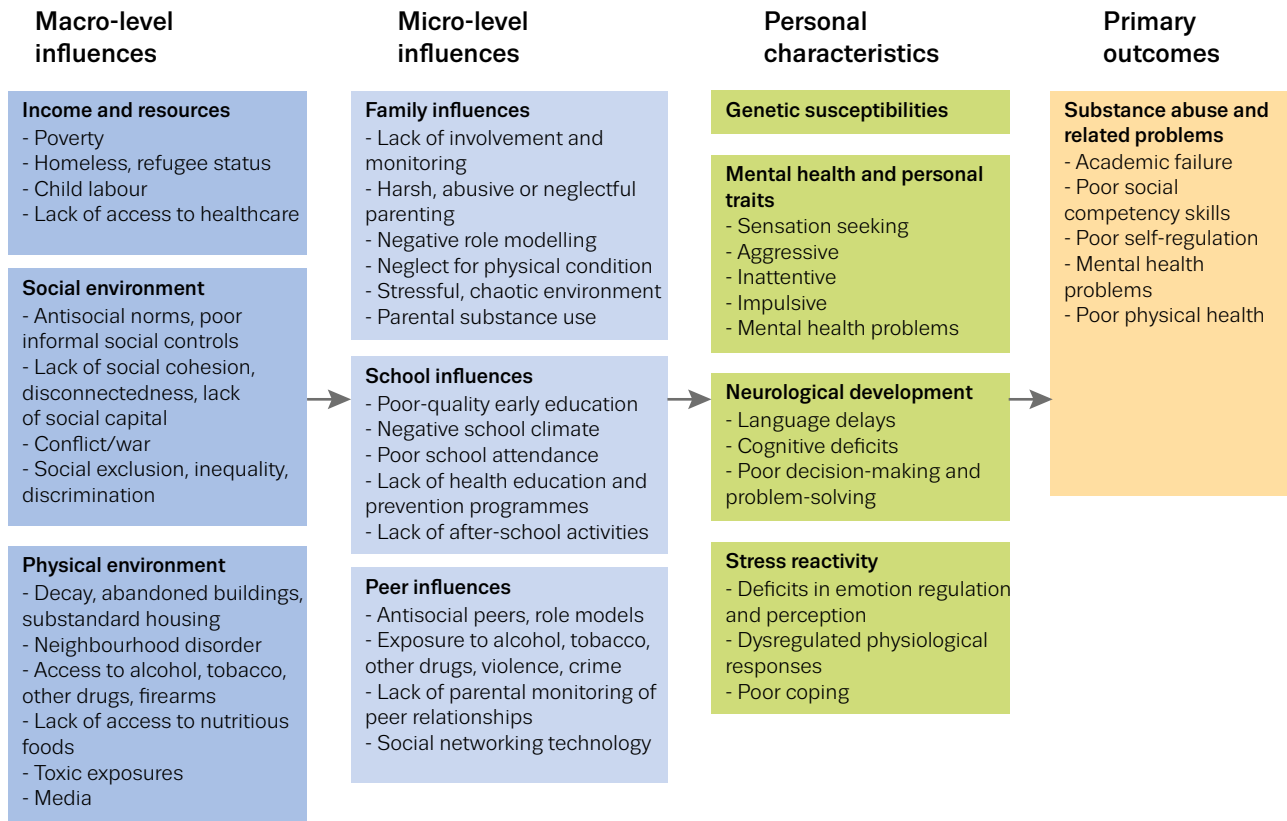 Macro-level
influences
Income and resources
- Poverty
- Homeless, refugee status
- Child labour
- Lack of access to healthcare
Social environment
- Antisocial norms, poor
informal social controls
- Lack of social cohesion,
disconnectedness, lack
of social capital
- Conflict/war
- Social exclusion, inequality,
discrimination
Physical environment
- Decay, abandoned buildings,
substandard housing
- Neighbourhood disorder
- Access to alcohol, tobacco,
other drugs, firearms
- Lack of access to nutritious
foods
- Toxic exposures
- Media
Micro-level
influences
Family influences
- Lack of involvement and
monitoring
- Harsh, abusive or neglectful
parenting
- Negative role modelling
- Neglect for physical condition
- Stressful, chaotic environment
- Parental substance use
School influences
- Poor-quality early education
- Negative school climate
- Poor school attendance
- Lack of health education and
prevention programmes
- Lack of after-school activities
Peer influences
- Antisocial peers, role models
- Exposure to alcohol, tobacco,
other drugs, violence, crime
- Lack of parental monitoring of
peer relationships
- Social networking technology
Personal
characteristics
Genetic susceptibilities
Mental health and personal
traits
- Sensation seeking
- Aggressive
- Inattentive
- Impulsive
- Mental health problems
Neurological development
- Language delays
- Cognitive deficits
- Poor decision-making and
problem-solving
Stress reactivity
- Deficits in emotion regulation
and perception
- Dysregulated physiological
responses
- Poor coping
Primary
outcomes
Substance abuse and
related problems
- Academic failure
- Poor social
competency skills
- Poor self-regulation
- Mental health
problems
- Poor physical health